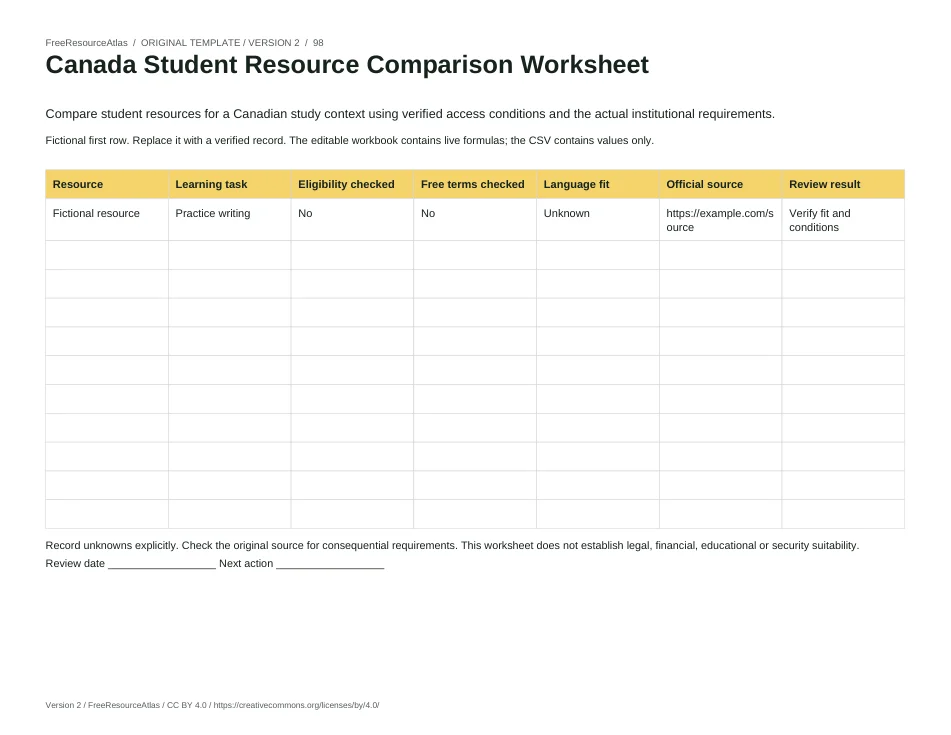 FreeResourceAtlas / ORIGINAL TEMPLATE / VERSION 2 / 98
Canada Student Resource Comparison Worksheet
Compare student resources for a Canadian study context using verified access conditions and the actual institutional requirements.
Fictional first row. Replace it with a verified record. The editable workbook contains live formulas; the CSV contains values only.
Resource Learning task Eligibility checked Free terms checked Language fit Official source Review result
Fictional resource Practice writing No No Unknown https://example.com/s Verify fit and
ource conditions
Record unknowns explicitly. Check the original source for consequential requirements. This worksheet does not establish legal, financial, educational or security suitability.
Review date __________________ Next action __________________
Version 2 / FreeResourceAtlas / CC BY 4.0 / https://creativecommons.org/licenses/by/4.0/